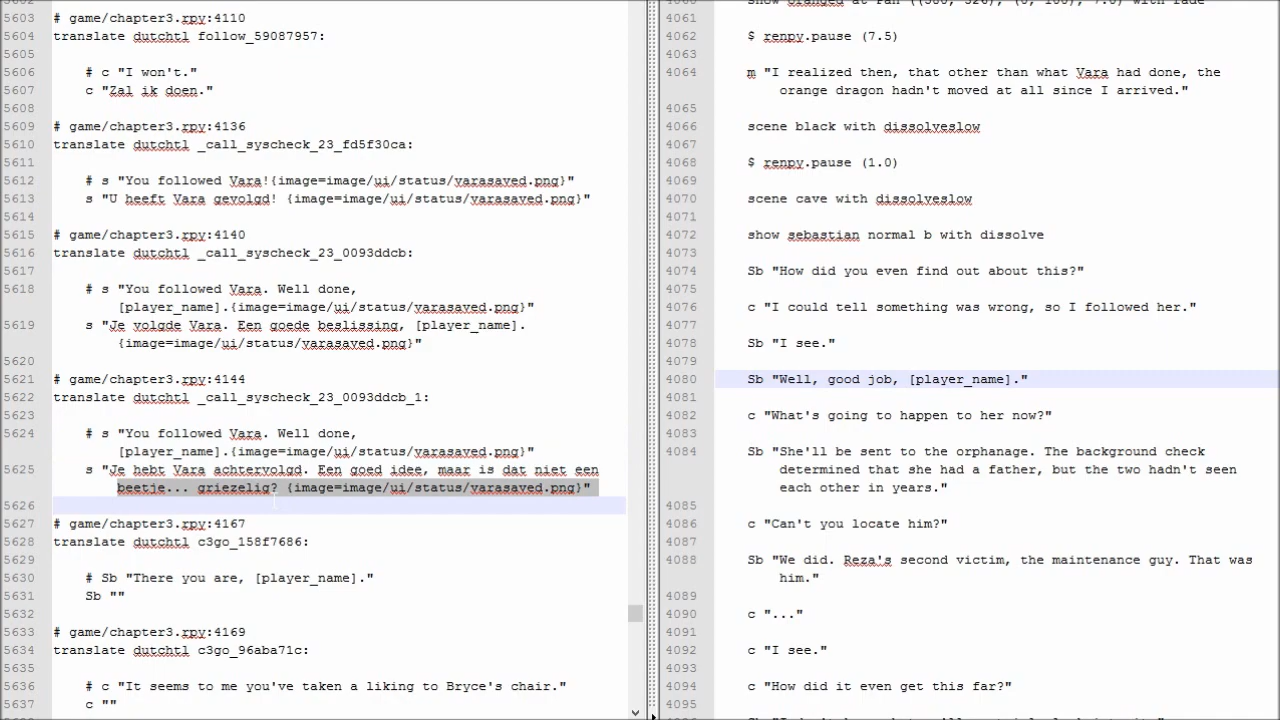 5602
5603 # game/chapter3.rpy:4110
5604 translate dutchtl follow_59087957:
5605
5606 # c "I won't."
5607 c "Zal ik doen."
5608
5609 # game/chapter3.rpy:4136
5610 translate dutchtl _call_syscheck_23_fd5f30ca:
5611
5612 # s "You followed Vara!{image=image/ui/status/varasaved.png}"
5613 s "U heeft Vara gevolgd! {image=image/ui/status/varasaved.png}"
5614
5615 # game/chapter3.rpy:4140
5616 translate dutchtl _call_syscheck_23_0093ddcb:
5617
5618 # s "You followed Vara. Well done,
[player_name].{image=image/ui/status/varasaved.png}"
5619 s "Je volgde Vara. Een goede beslissing, [player_name].
{image=image/ui/status/varasaved.png}"
5620
5621 # game/chapter3.rpy:4144
5622 translate dutchtl _call_syscheck_23_0093ddcb_1:
5623
5624 # s "You followed Vara. Well done,
[player_name].{image=image/ui/status/varasaved.png}"
5625 s "Je hebt Vara achtervolgd. Een goed idee, maar is dat niet een
beetje... griezelig? {image=image/ui/status/varasaved.png}"
5626
5627 # game/chapter3.rpy:4167
5628 translate dutchtl c3go_158f7686:
5629
5630 # Sb "There you are, [player_name]."
5631 Sb ""
5632
5633 # game/chapter3.rpy:4169
5634 translate dutchtl c3go_96aba71c:
5635
5636 # c "It seems to me you've taken a liking to Bryce's chair."
5637 c ""
4061
4062 $ renpy.pause (7.5)
4063
4064 m "I realized then, that other than what Vara had done, the
orange dragon hadn't moved at all since I arrived."
4065
4066 scene black with dissolveslow
4067
4068 $ renpy.pause (1.0)
4069
4070 scene cave with dissolveslow
4071
4072 show sebastian normal b with dissolve
4073
4074 Sb "How did you even find out about this?"
4075
4076 c "I could tell something was wrong, so I followed her."
4077
4078 Sb "I see."
4079
4080 Sb "Well, good job, [player_name]."
4081
4082 c "What's going to happen to her now?"
4083
4084 Sb "She'll be sent to the orphanage. The background check
determined that she had a father, but the two hadn't seen
each other in years."
4085
4086 c "Can't you locate him?"
4087
4088 Sb "We did. Reza's second victim, the maintenance guy. That was
him."
4089
4090 c "..."
4091
4092 c "I see."
4093
4094 c "How did it even get this far?"
4095